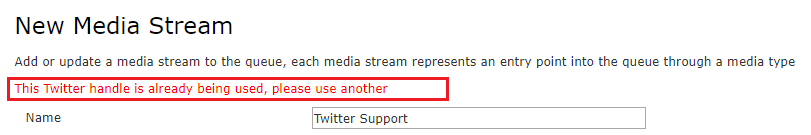 New Media Stream
Add or update a media stream to the queue, each media stream represents an entry point into the queue through a media type
This Twitter handle is already being used, please use another
Name Twitter Support